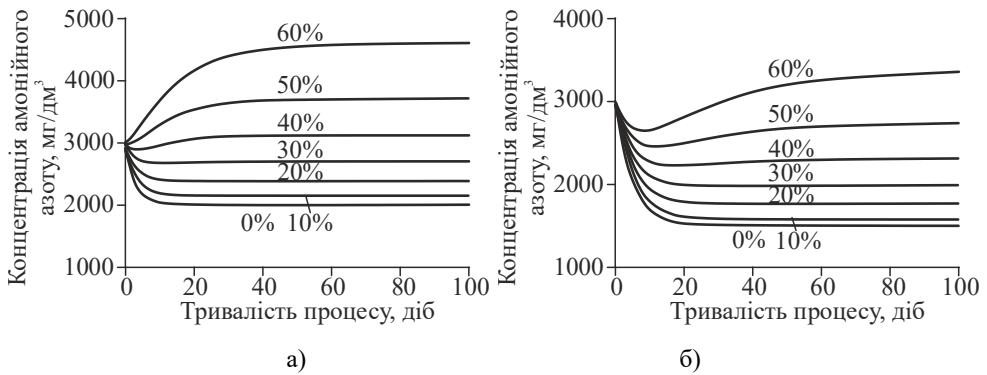 Концентрація амонійного
азоту, мг/дм³
5000
4000
3000
2000
1000
60%
50%
40%
30%
20%
0% 10%
0 20 40 60 80 100
Тривалість процесу, діб
а)
Концентрація амонійного
азоту, мг/дм³
4000
3000
2000
1000
60%
50%
40%
30%
20%
0% 10%
0 20 40 60 80 100
Тривалість процесу, діб
б)